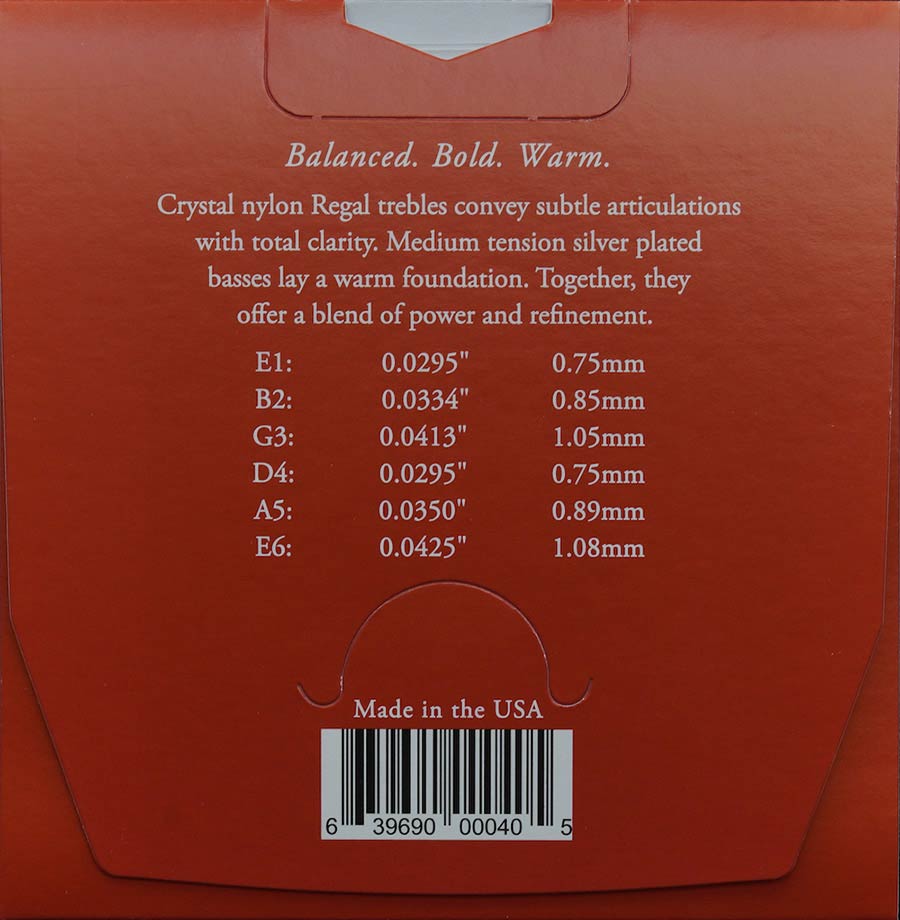 Balanced. Bold. Warm.
Crystal nylon Regal trebles convey subtle articulations
with total clarity. Medium tension silver plated
basses lay a warm foundation. Together, they
offer a blend of power and refinement.
E1: 0.0295" 0.75mm
B2: 0.0334" 0.85mm
G3: 0.0413" 1.05mm
D4: 0.0295" 0.75mm
A5: 0.0350" 0.89mm
E6: 0.0425" 1.08mm
Made in the USA
6 39690 00040 5